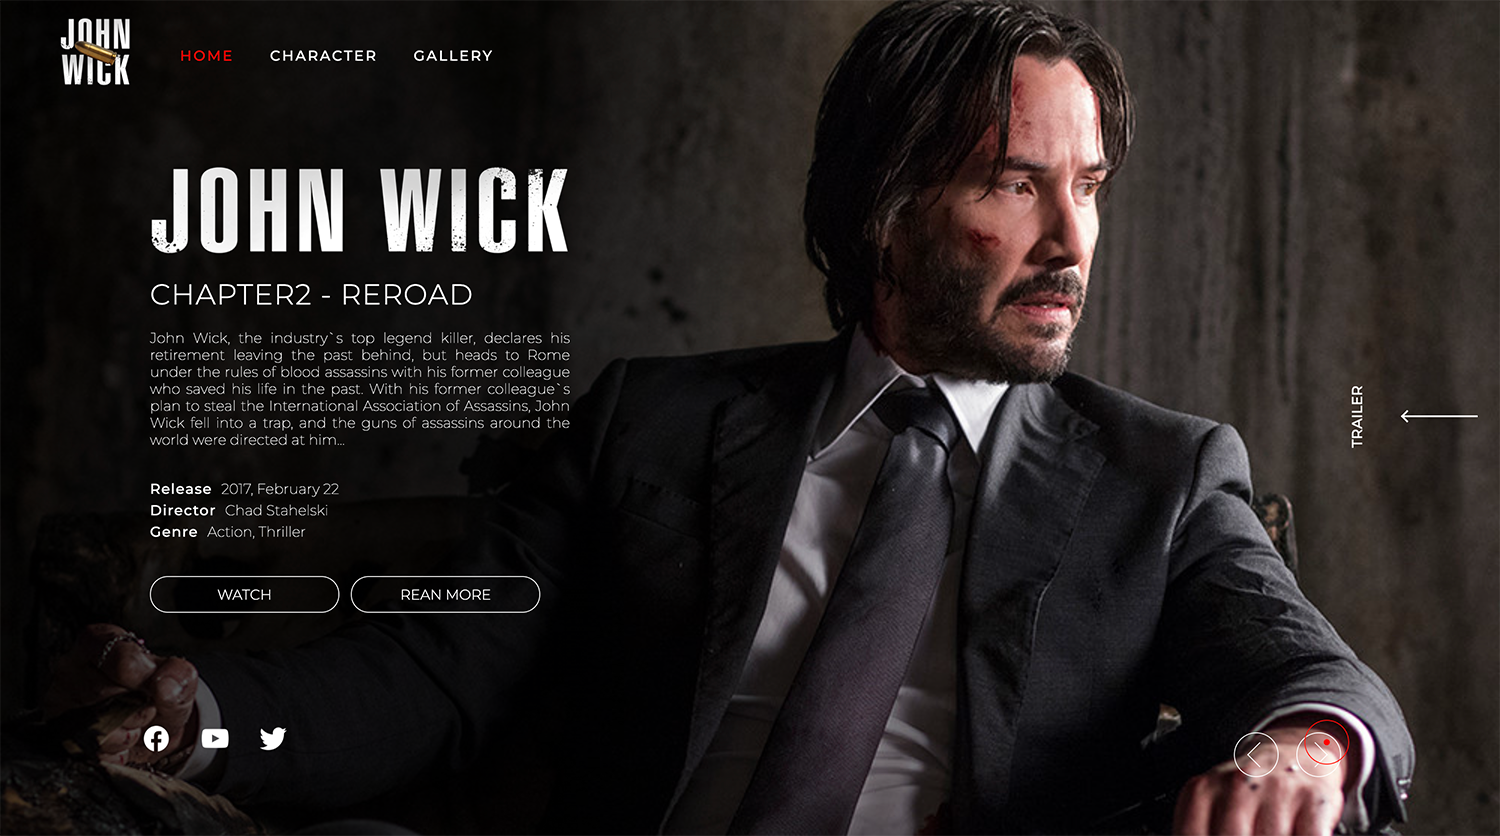 JOHN
WICK
HOME CHARACTER GALLERY
JOHN WICK
CHAPTER2 - REROAD
John Wick, the industry`s top legend killer, declares his
retirement leaving the past behind, but heads to Rome
under the rules of blood assassins with his former colleague
who saved his life in the past. With his former colleague`s
plan to steal the International Association of Assassins, John
Wick fell into a trap, and the guns of assassins around the
world were directed at him...
Release 2017, February 22
Director Chad Stahelski
Genre Action, Thriller
WATCH REAN MORE
TRAILER